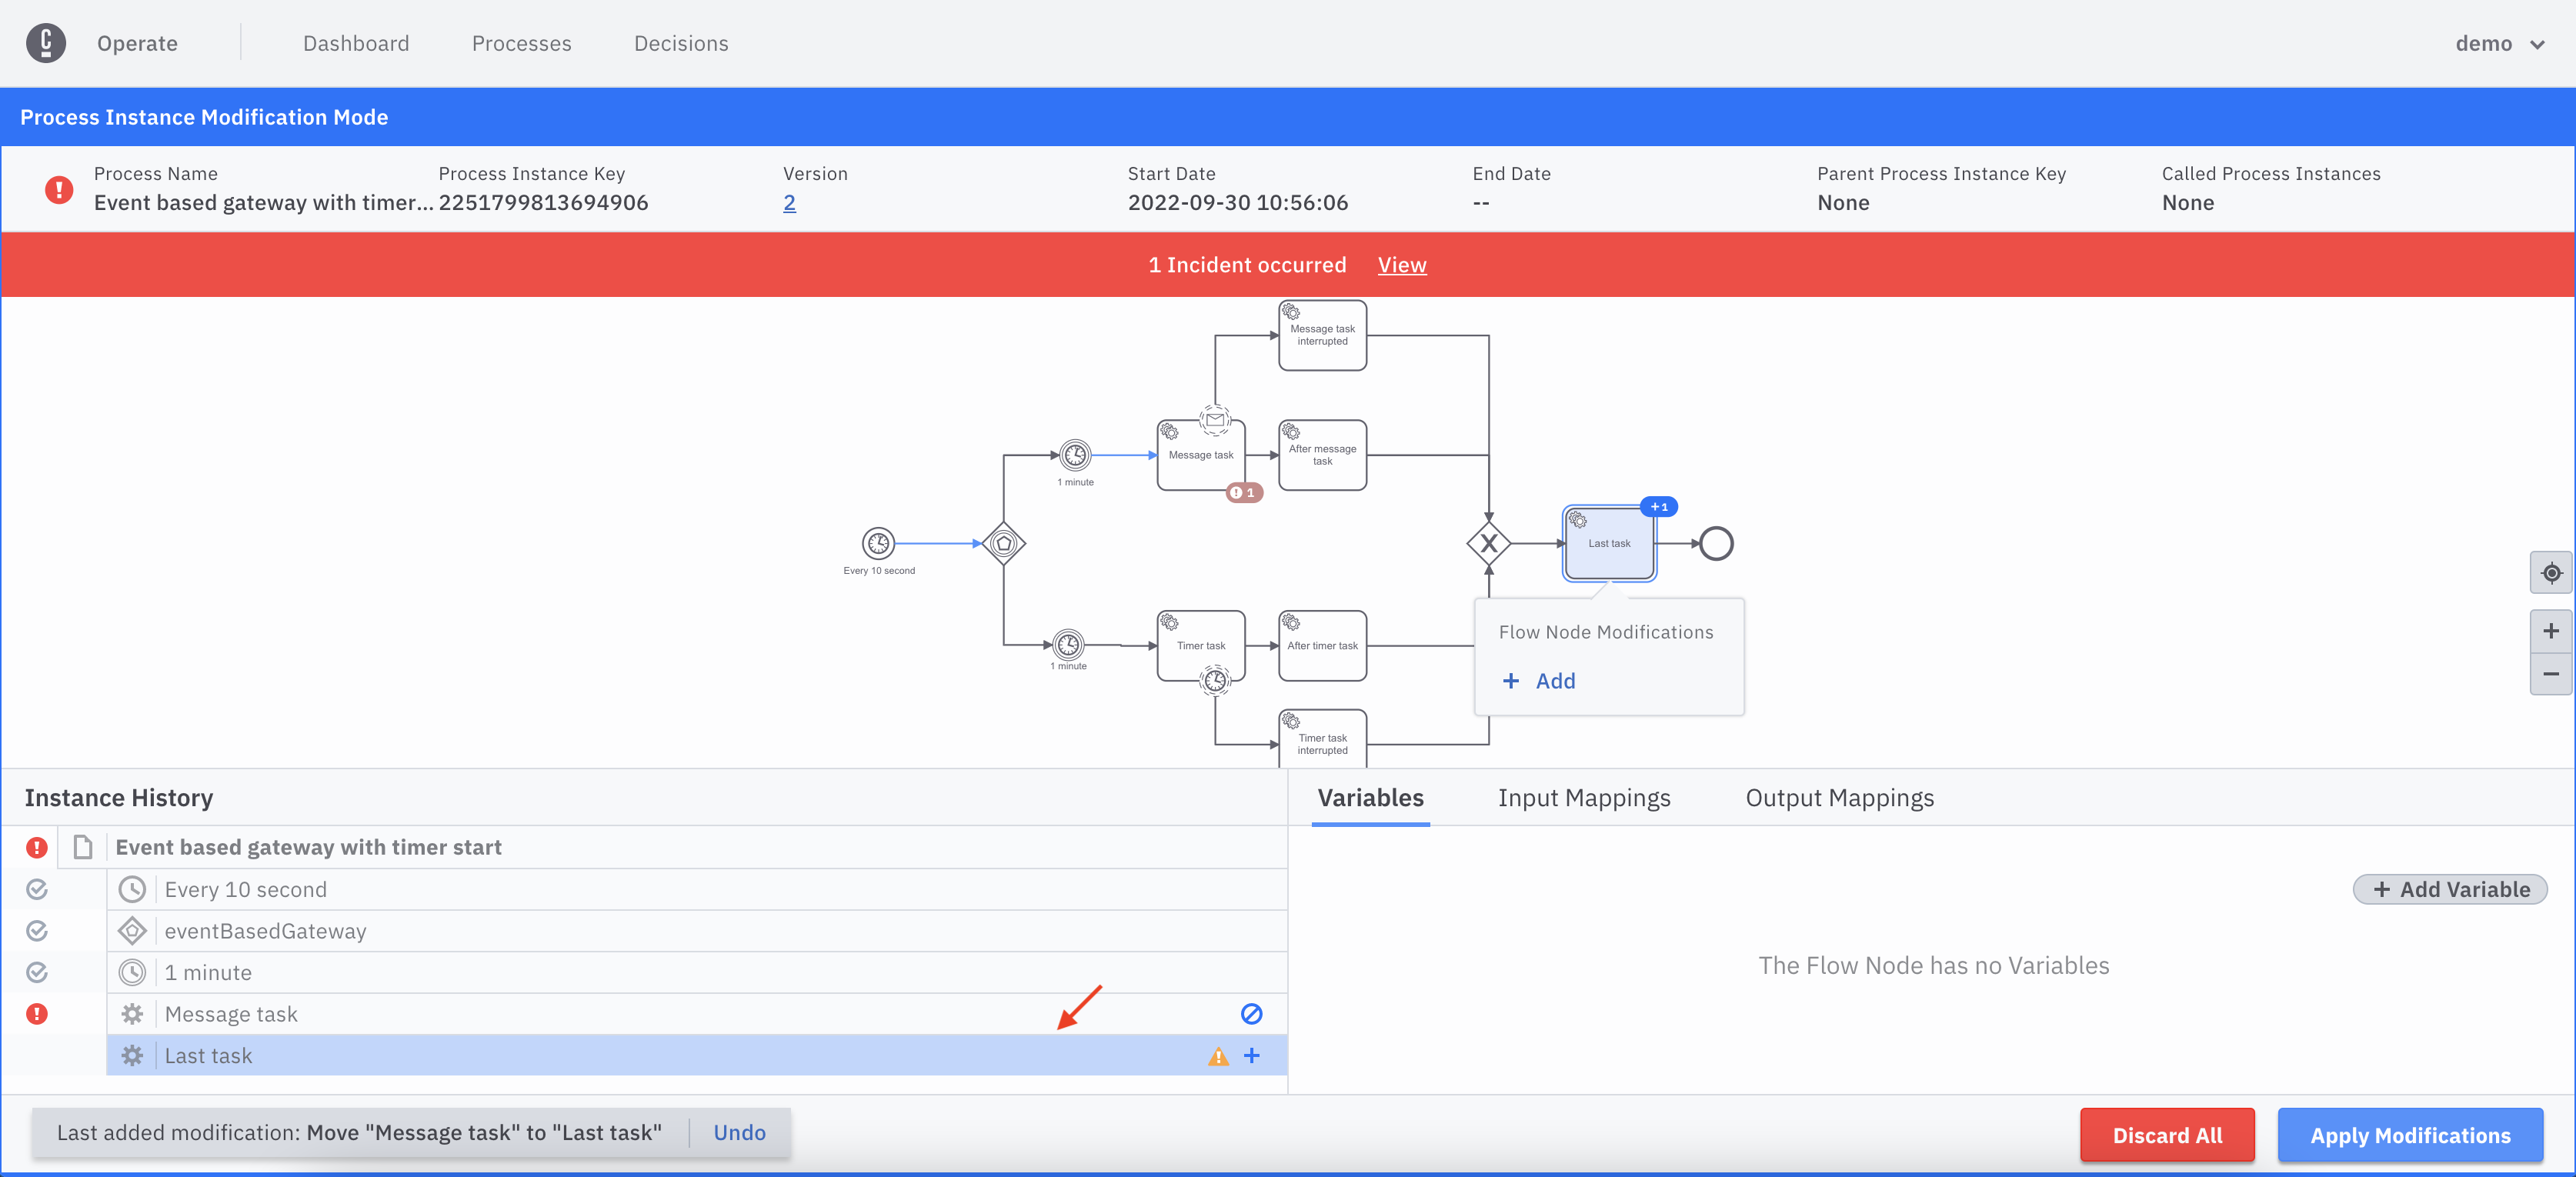 Operate
Dashboard
Processes
Decisions
demo
Process Instance Modification Mode
Process Name
Process Instance Key
Version
Start Date
End Date
Parent Process Instance Key
Called Process Instances
Event based gateway with timer...
2251799813694906
2
2022-09-30 10:56:06
--
None
None
1 Incident occurred
View
Message task
interrupted
Message task
After message
task
1 minute
1
+1
Every 10 second
Last task
Timer task
After timer task
1 minute
Timer task
interrupted
Flow Node Modifications
+ Add
+
−
Instance History
Event based gateway with timer start
Every 10 second
eventBasedGateway
1 minute
Message task
Last task
Variables
Input Mappings
Output Mappings
+ Add Variable
The Flow Node has no Variables
Last added modification: Move "Message task" to "Last task"
Undo
Discard All
Apply Modifications